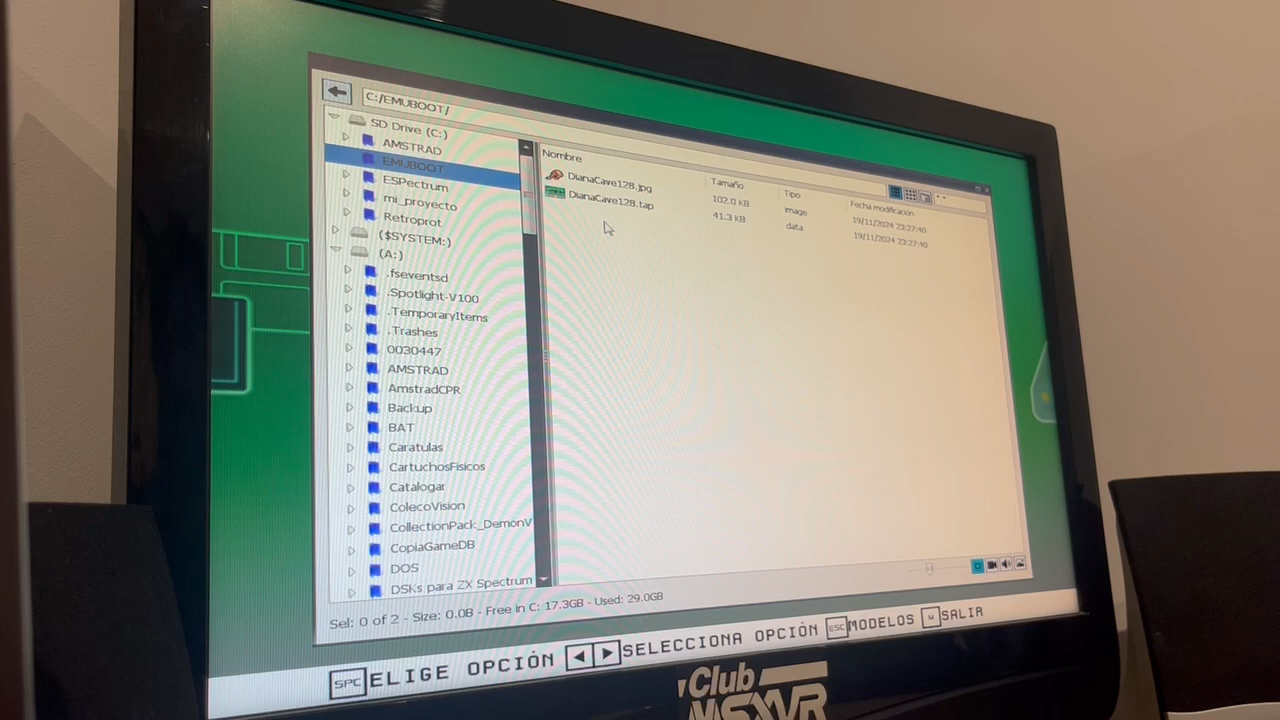 C:/EMUBOOT/
SD Drive (C:)
AMSTRAD
EMUBOOT
ESPectrum
mi_proyecto
Retroprot
($SYSTEM:)
(A:)
.fseventsd
.Spotlight-V100
.TemporaryItems
.Trashes
0030447
AMSTRAD
AmstradCPR
Backup
BAT
Caratulas
CartuchosFisicos
Catalogar
ColecoVision
CollectionPack_DemonV
CopiaGameDB
DOS
DSKs para ZX Spectrum
Nombre Tamaño Tipo Fecha modificación
DianaCave128.jpg 102.0 KB image 19/11/2024 23:27:40
DianaCave128.tap 41.3 KB data 19/11/2024 23:27:40
Sel: 0 of 2 - Size: 0.0B - Free in C: 17.3GB - Used: 29.0GB
SPC ELIGE OPCIÓN ◄ ► SELECCIONA OPCIÓN ESC MODELOS M SALIR
Club
MSXVR